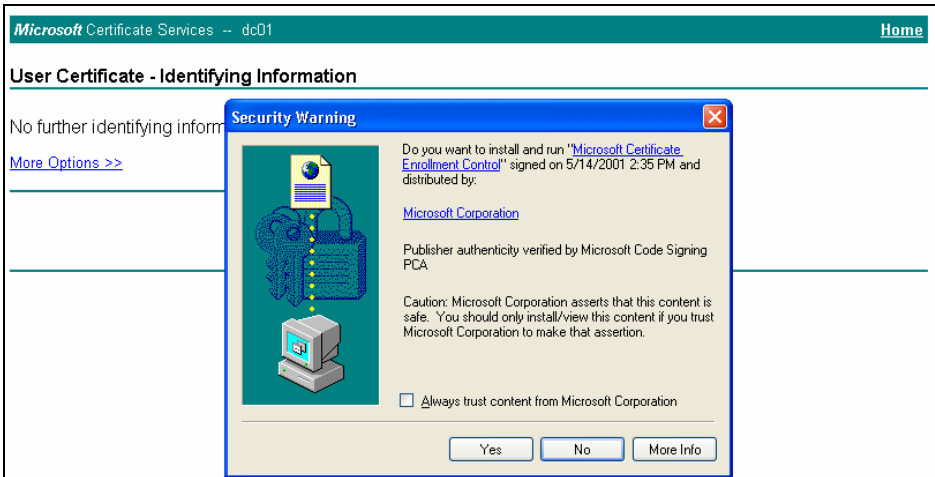 Microsoft Certificate Services -- dc01 Home
User Certificate - Identifying Information
No further identifying inform
More Options >>
Security Warning
Do you want to install and run "Microsoft Certificate
Enrollment Control" signed on 5/14/2001 2:35 PM and
distributed by:
Microsoft Corporation
Publisher authenticity verified by Microsoft Code Signing
PCA
Caution: Microsoft Corporation asserts that this content is
safe. You should only install/view this content if you trust
Microsoft Corporation to make that assertion.
Always trust content from Microsoft Corporation
Yes No More Info